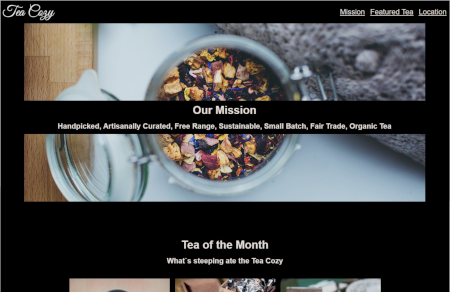 Tea Cozy
Mission Featured Tea Location
Our Mission
Handpicked, Artisanally Curated, Free Range, Sustainable, Small Batch, Fair Trade, Organic Tea
Tea of the Month
What´s steeping ate the Tea Cozy